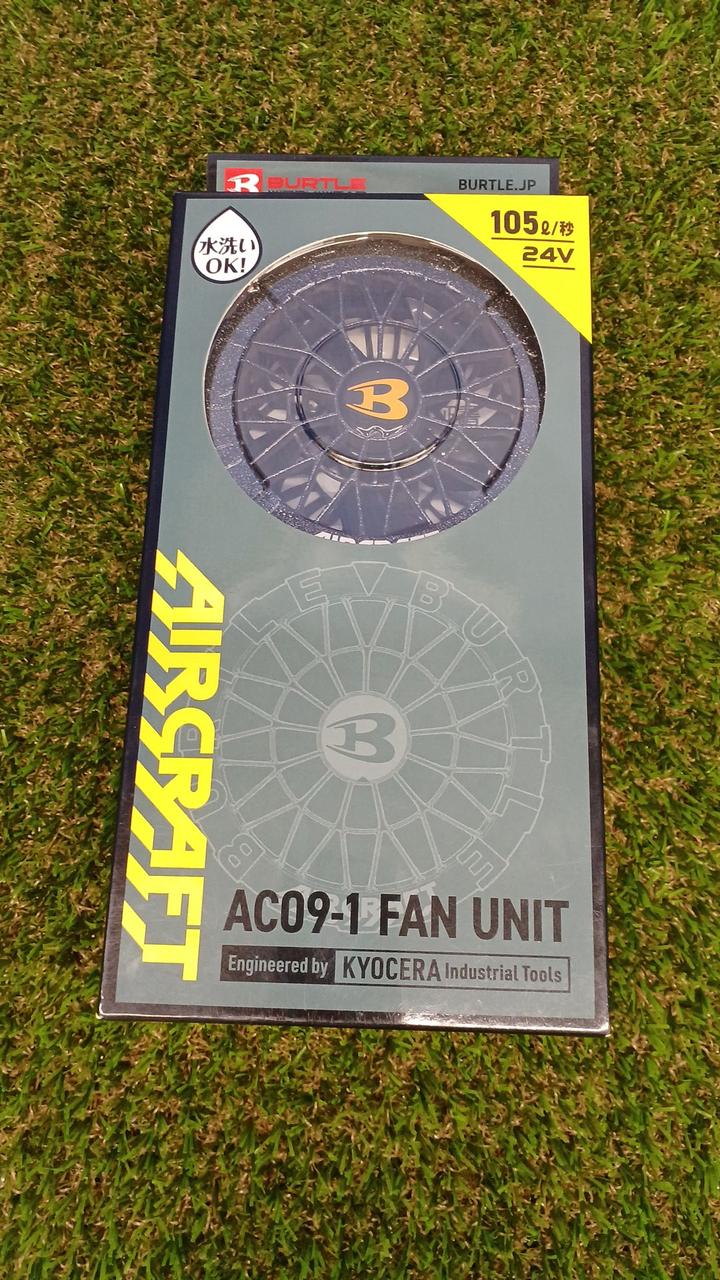 BURTLE
BURTLE.JP
水洗い
OK!
105ℓ/秒
24V
B
AIRCRAFT
BURTLE
B
AC09-1 FAN UNIT
Engineered by KYOCERA Industrial Tools